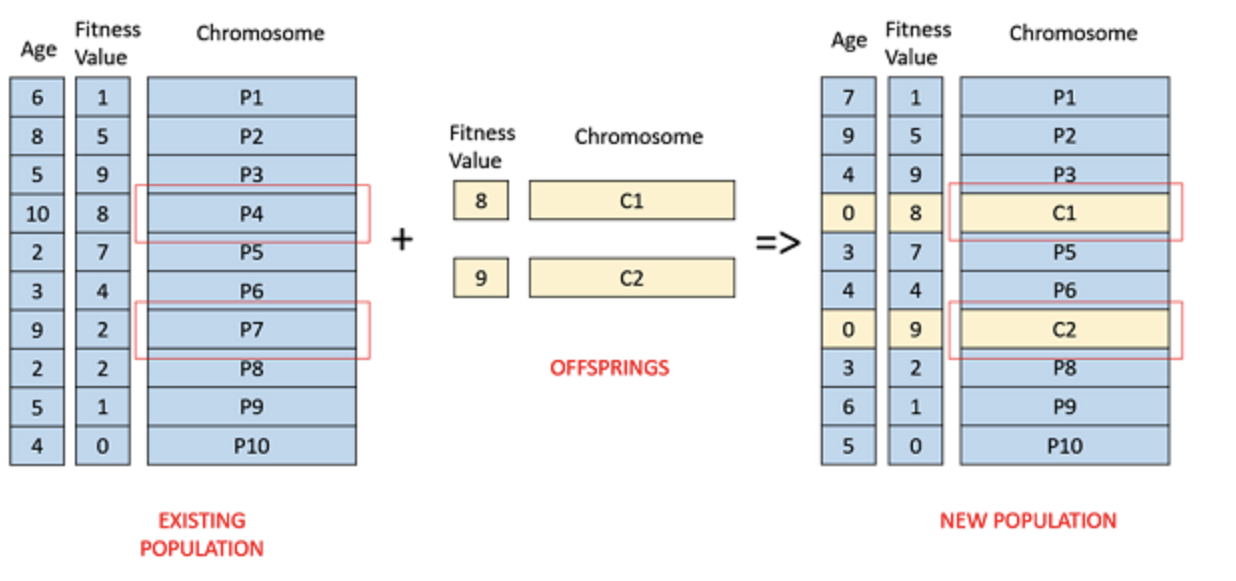 Age Fitness Value Chromosome
6 1 P1
8 5 P2
5 9 P3
10 8 P4
2 7 P5
3 4 P6
9 2 P7
2 2 P8
5 1 P9
4 0 P10
EXISTING
POPULATION
+
Fitness Value Chromosome
8 C1
9 C2
OFFSPRINGS
=>
Age Fitness Value Chromosome
7 1 P1
9 5 P2
4 9 P3
0 8 C1
3 7 P5
4 4 P6
0 9 C2
3 2 P8
6 1 P9
5 0 P10
NEW POPULATION